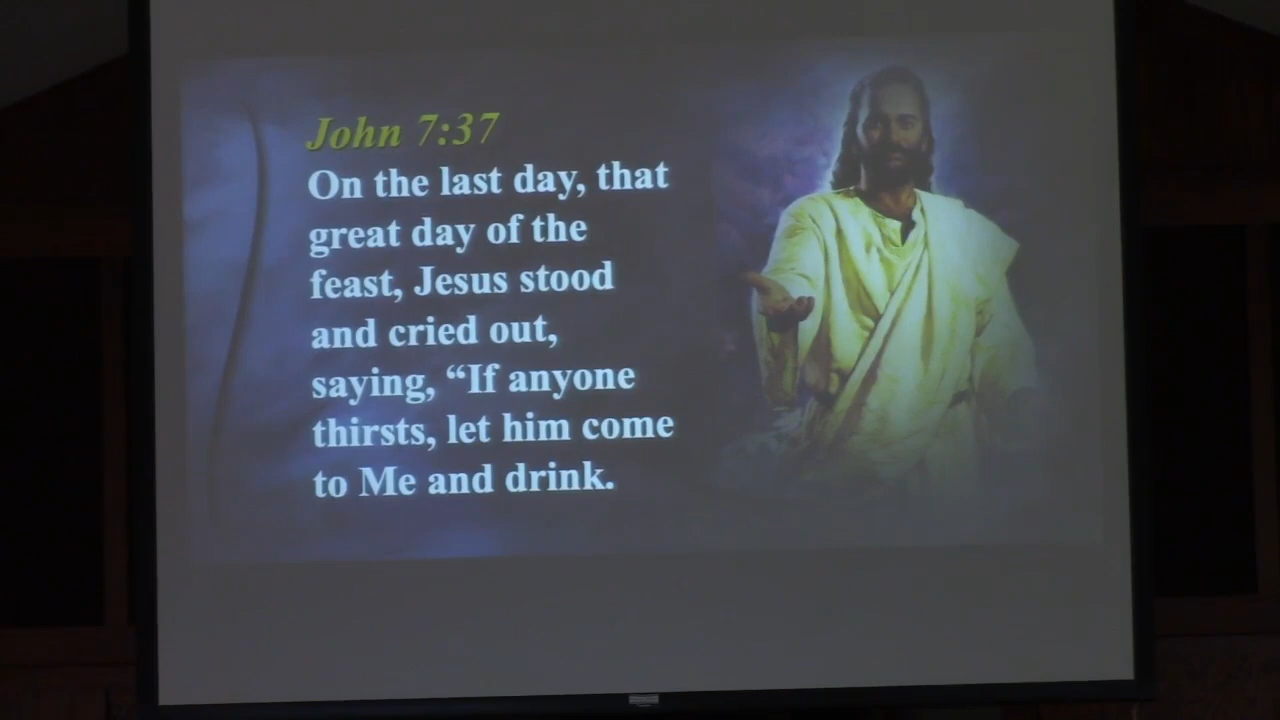 John 7:37
On the last day, that
great day of the
feast, Jesus stood
and cried out,
saying, “If anyone
thirsts, let him come
to Me and drink.